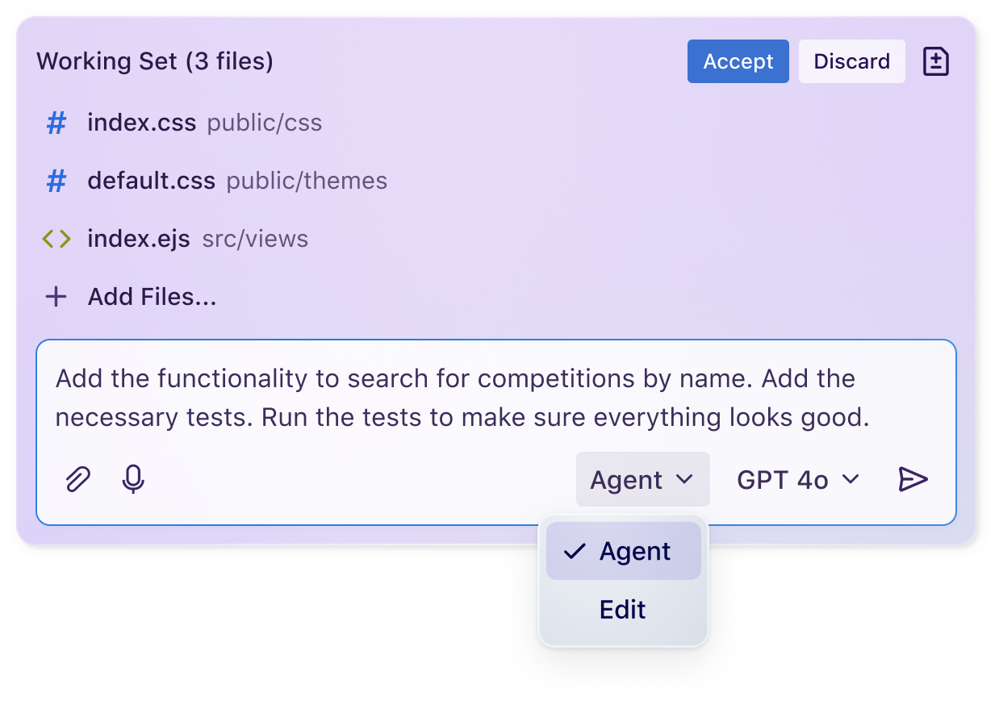 Working Set (3 files)
Accept
Discard
# index.css public/css
# default.css public/themes
<> index.ejs src/views
+ Add Files...
Add the functionality to search for competitions by name. Add the
necessary tests. Run the tests to make sure everything looks good.
Agent
GPT 4o
Agent
Edit